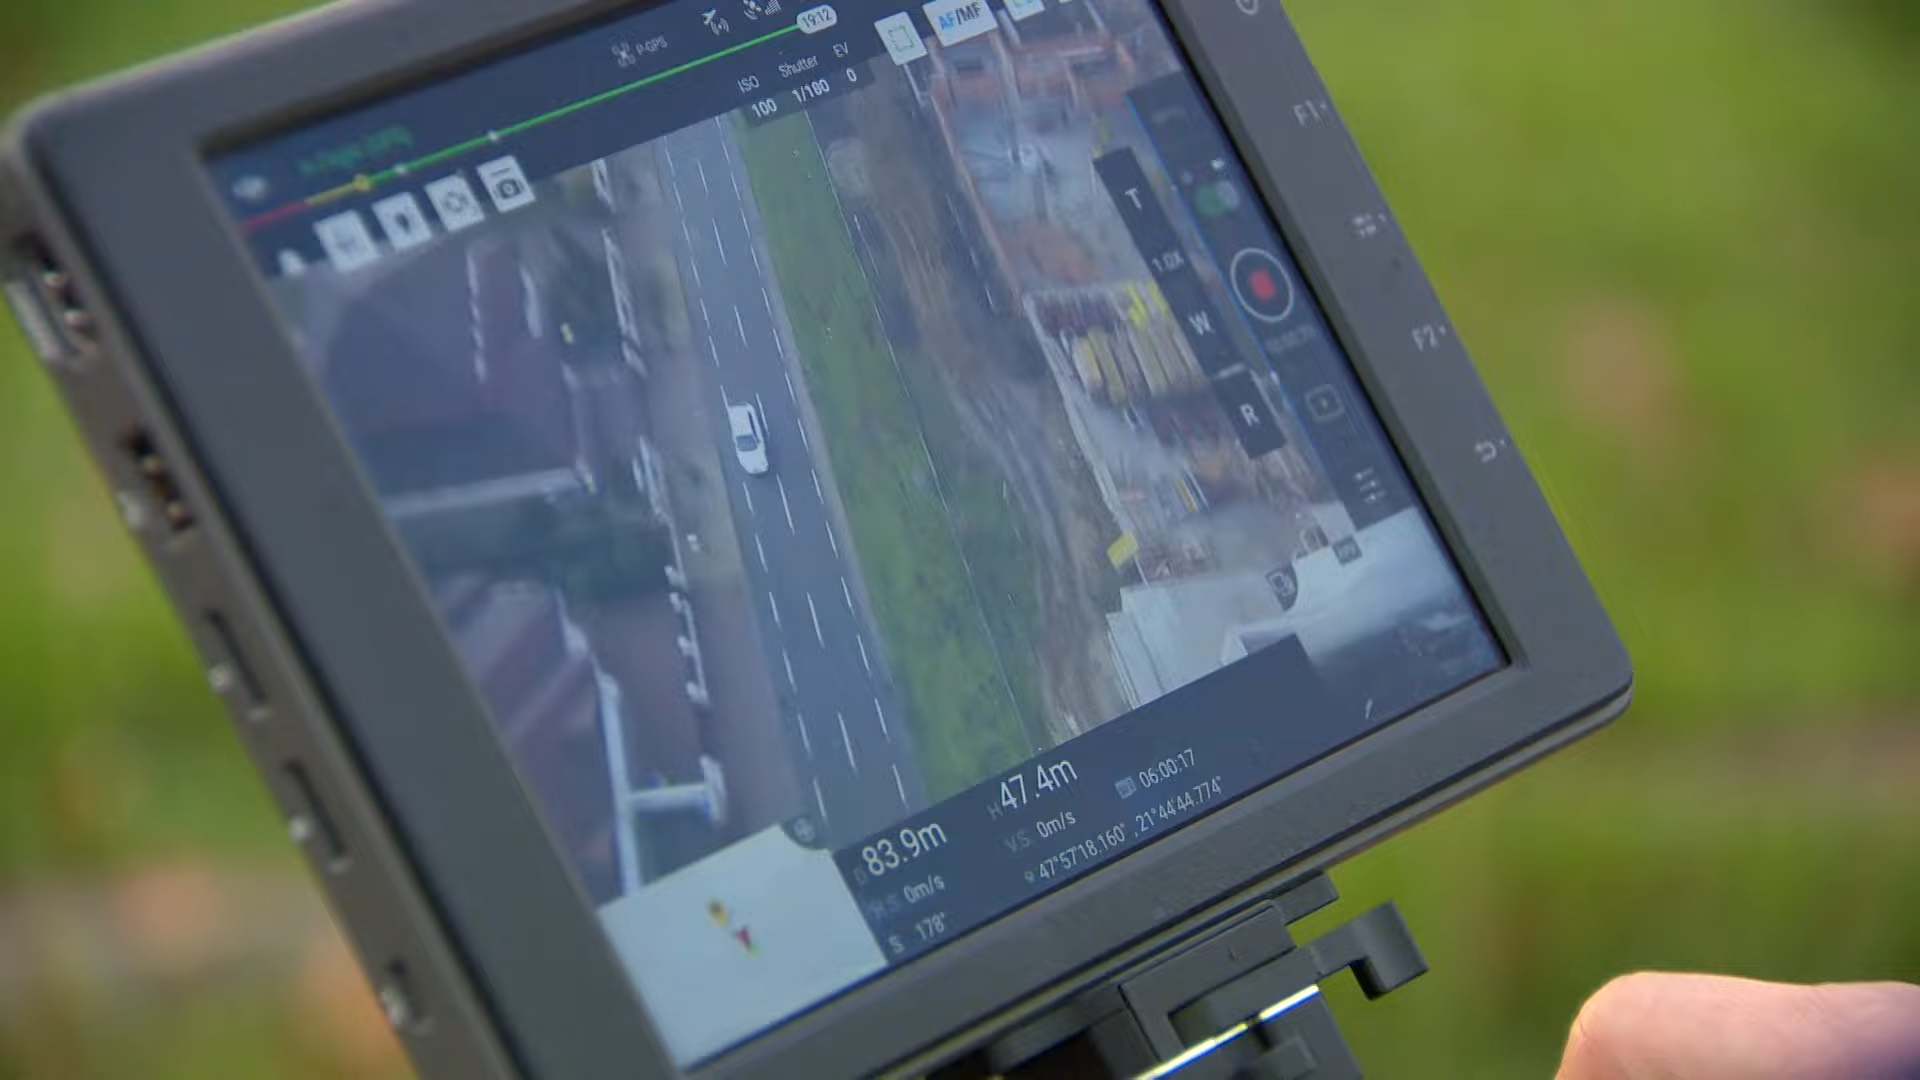 P-GPS
19:12
AF/MF
ISO Shutter EV
100 1/180 0
T
1.0X
W
R
F1
F2
83.9m
H 47.4m
06:00:17
H.S 0m/s
V.S 0m/s
S 178°
47°57'18.160" ,21°44'44.774"